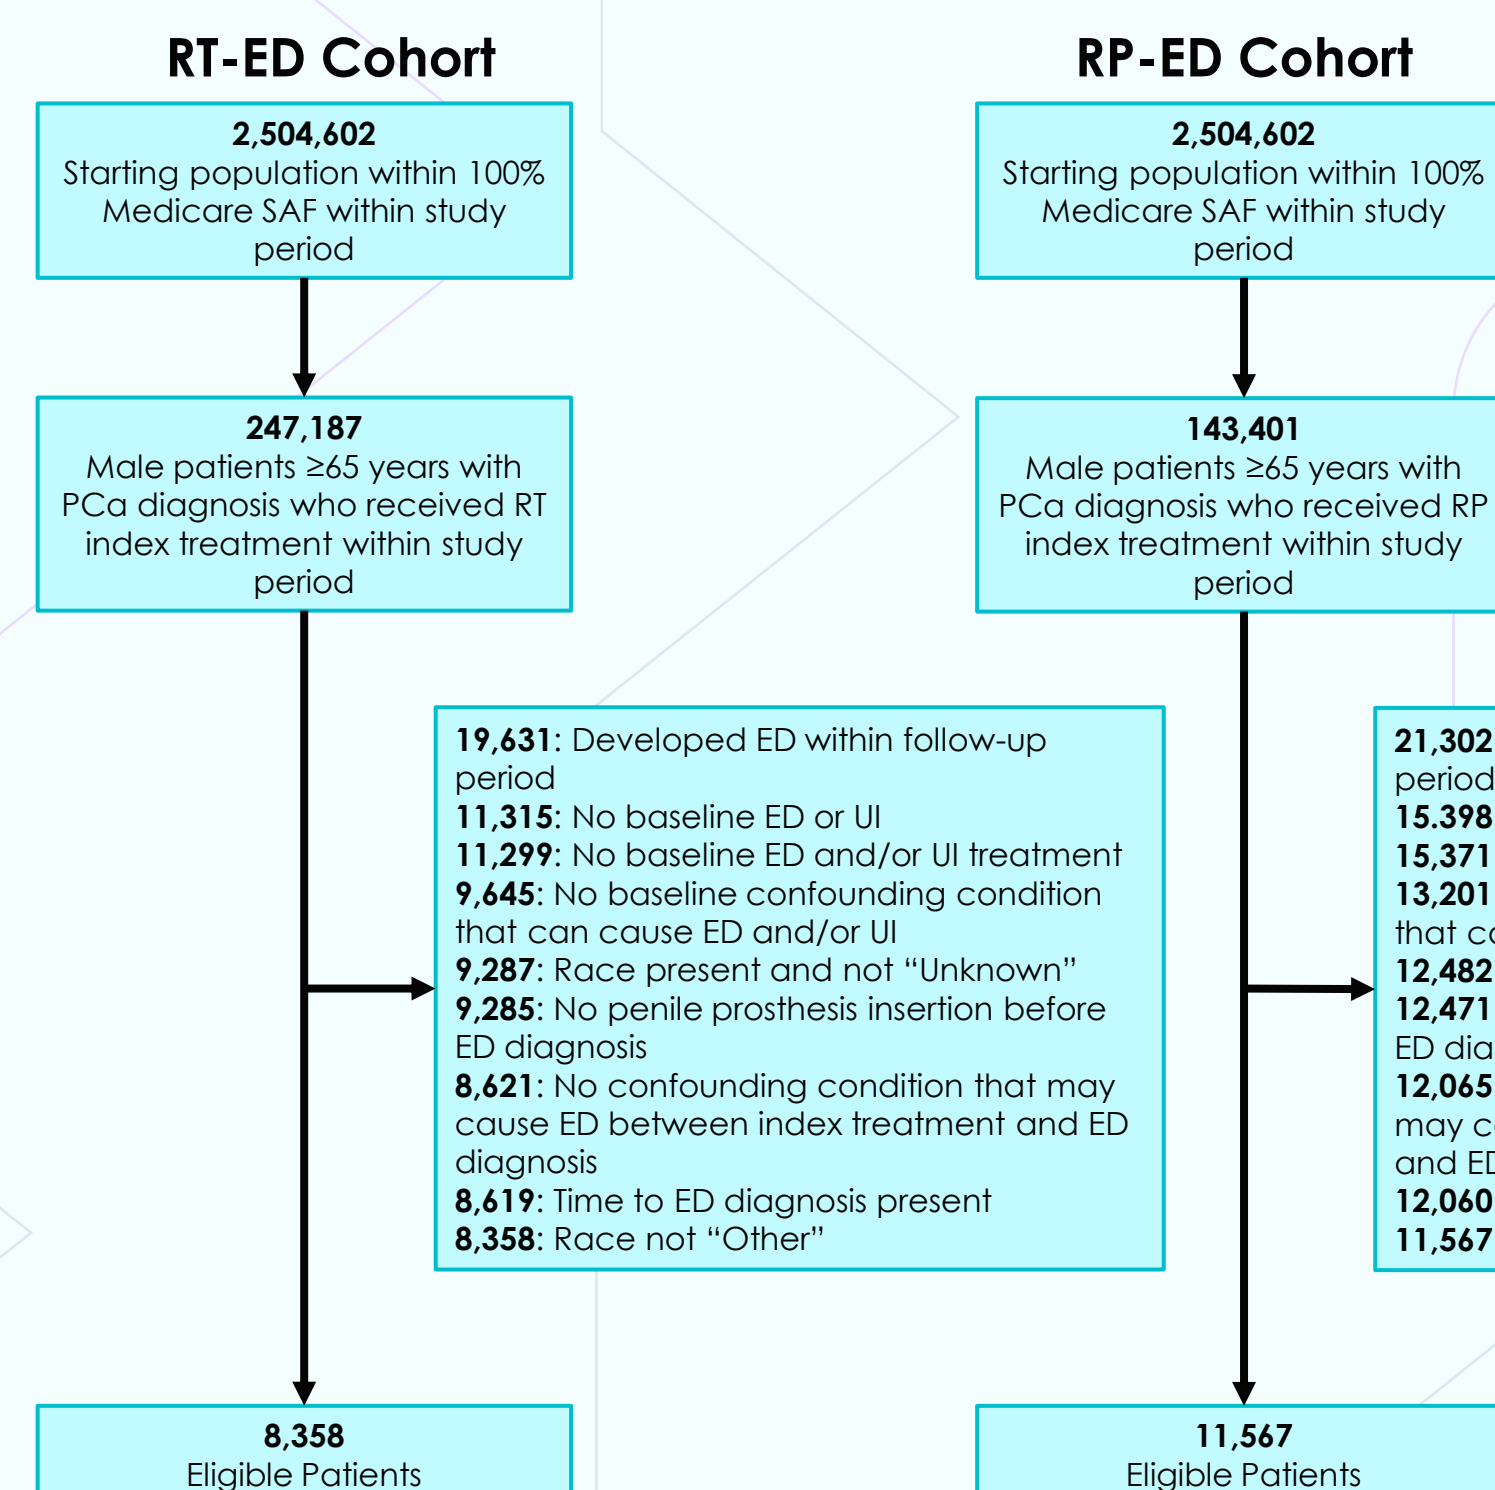 RT-ED Cohort
2,504,602
Starting population within 100%
Medicare SAF within study
period
247,187
Male patients ≥65 years with
PCa diagnosis who received RT
index treatment within study
period
19,631: Developed ED within follow-up
period
11,315: No baseline ED or UI
11,299: No baseline ED and/or UI treatment
9,645: No baseline confounding condition
that can cause ED and/or UI
9,287: Race present and not “Unknown”
9,285: No penile prosthesis insertion before
ED diagnosis
8,621: No confounding condition that may
cause ED between index treatment and ED
diagnosis
8,619: Time to ED diagnosis present
8,358: Race not “Other”
8,358
Eligible Patients
RP-ED Cohort
2,504,602
Starting population within 100%
Medicare SAF within study
period
143,401
Male patients ≥65 years with
PCa diagnosis who received RP
index treatment within study
period
21,302
period
15.398
15,371
13,201
that
12,482
12,471
ED
12,065
may
and
12,060
11,567
11,567
Eligible Patients